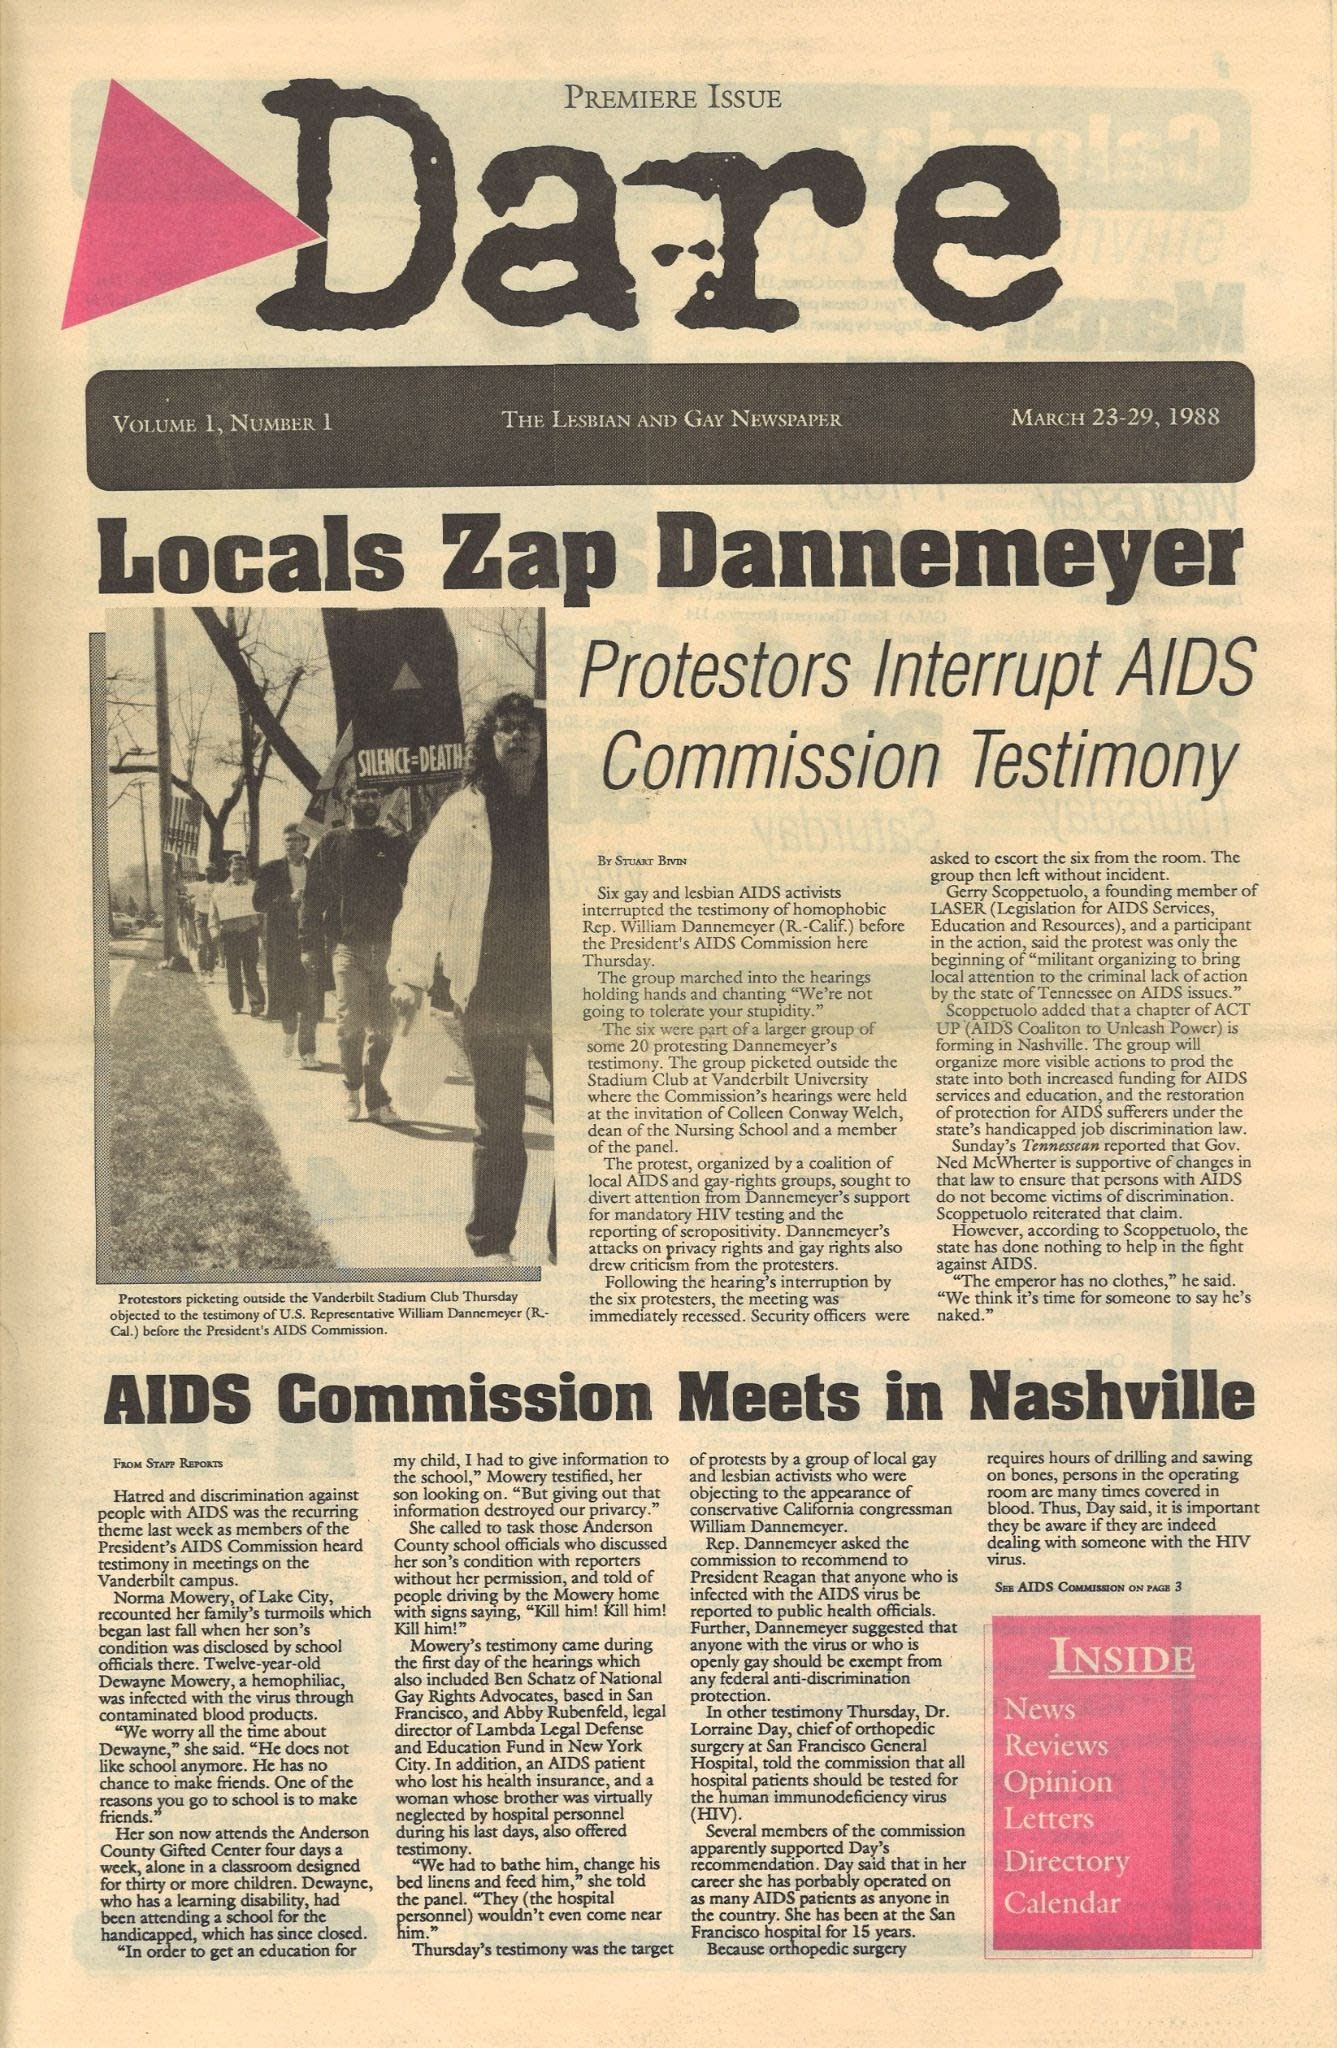 PREMIERE ISSUE
Dare
VOLUME 1, NUMBER 1
THE LESBIAN AND GAY NEWSPAPER
MARCH 23-29, 1988
Locals Zap Dannemeyer
SILENCE=DEATH
Protestors Interrupt AIDS
Commission Testimony
Protestors picketing outside the Vanderbilt Stadium Club Thursday
objected to the testimony of U.S. Representative William Dannemeyer (R.-
Cal.) before the President's AIDS Commission.
BY STUART BIVIN
Six gay and lesbian AIDS activists
interrupted the testimony of homophobic
Rep. William Dannemeyer (R.-Calif.) before
the President's AIDS Commission here
Thursday.
The group marched into the hearings
holding hands and chanting “We're not
going to tolerate your stupidity.”
The six were part of a larger group of
some 20 protesting Dannemeyer's
testimony. The group picketed outside the
Stadium Club at Vanderbilt University
where the Commission's hearings were held
at the invitation of Colleen Conway Welch,
dean of the Nursing School and a member
of the panel.
The protest, organized by a coalition of
local AIDS and gay-rights groups, sought to
divert attention from Dannemeyer's support
for mandatory HIV testing and the
reporting of seropositivity. Dannemeyer's
attacks on privacy rights and gay rights also
drew criticism from the protesters.
Following the hearing's interruption by
the six protesters, the meeting was
immediately recessed. Security officers were
asked to escort the six from the room. The
group then left without incident.
Gerry Scoppetuolo, a founding member of
LASER (Legislation for AIDS Services,
Education and Resources), and a participant
in the action, said the protest was only the
beginning of “militant organizing to bring
local attention to the criminal lack of action
by the state of Tennessee on AIDS issues.”
Scoppetuolo added that a chapter of ACT
UP (AIDS Coaliton to Unleash Power) is
forming in Nashville. The group will
organize more visible actions to prod the
state into both increased funding for AIDS
services and education, and the restoration
of protection for AIDS sufferers under the
state's handicapped job discrimination law.
Sunday's Tennessean reported that Gov.
Ned McWherter is supportive of changes in
that law to ensure that persons with AIDS
do not become victims of discrimination.
Scoppetuolo reiterated that claim.
However, according to Scoppetuolo, the
state has done nothing to help in the fight
against AIDS.
“The emperor has no clothes,” he said.
“We think it's time for someone to say he's
naked.”
AIDS Commission Meets in Nashville
FROM STAFF REPORTS
Hatred and discrimination against
people with AIDS was the recurring
theme last week as members of the
President's AIDS Commission heard
testimony in meetings on the
Vanderbilt campus.
Norma Mowery, of Lake City,
recounted her family's turmoils which
began last fall when her son's
condition was disclosed by school
officials there. Twelve-year-old
Dewayne Mowery, a hemophiliac,
was infected with the virus through
contaminated blood products.
“We worry all the time about
Dewayne,” she said. “He does not
like school anymore. He has no
chance to make friends. One of the
reasons you go to school is to make
friends.”
Her son now attends the Anderson
County Gifted Center four days a
week, alone in a classroom designed
for thirty or more children. Dewayne,
who has a learning disability, had
been attending a school for the
handicapped, which has since closed.
“In order to get an education for
my child, I had to give information to
the school,” Mowery testified, her
son looking on. “But giving out that
information destroyed our privarcy.”
She called to task those Anderson
County school officials who discussed
her son's condition with reporters
without her permission, and told of
people driving by the Mowery home
with signs saying, “Kill him! Kill him!
Kill him!”
Mowery's testimony came during
the first day of the hearings which
also included Ben Schatz of National
Gay Rights Advocates, based in San
Francisco, and Abby Rubenfeld, legal
director of Lambda Legal Defense
and Education Fund in New York
City. In addition, an AIDS patient
who lost his health insurance, and a
woman whose brother was virtually
neglected by hospital personnel
during his last days, also offered
testimony.
“We had to bathe him, change his
bed linens and feed him,” she told
the panel. “They (the hospital
personnel) wouldn't even come near
him.”
Thursday's testimony was the target
of protests by a group of local gay
and lesbian activists who were
objecting to the appearance of
conservative California congressman
William Dannemeyer.
Rep. Dannemeyer asked the
commission to recommend to
President Reagan that anyone who is
infected with the AIDS virus be
reported to public health officials.
Further, Dannemeyer suggested that
anyone with the virus or who is
openly gay should be exempt from
any federal anti-discrimination
protection.
In other testimony Thursday, Dr.
Lorraine Day, chief of orthopedic
surgery at San Francisco General
Hospital, told the commission that all
hospital patients should be tested for
the human immunodeficiency virus
(HIV).
Several members of the commission
apparently supported Day's
recommendation. Day said that in her
career she has porbably operated on
as many AIDS patients as anyone in
the country. She has been at the San
Francisco hospital for 15 years.
Because orthopedic surgery
requires hours of drilling and sawing
on bones, persons in the operating
room are many times covered in
blood. Thus, Day said, it is important
they be aware if they are indeed
dealing with someone with the HIV
virus.
SEE AIDS COMMISSION ON PAGE 3
INSIDE
News
Reviews
Opinion
Letters
Directory
Calendar